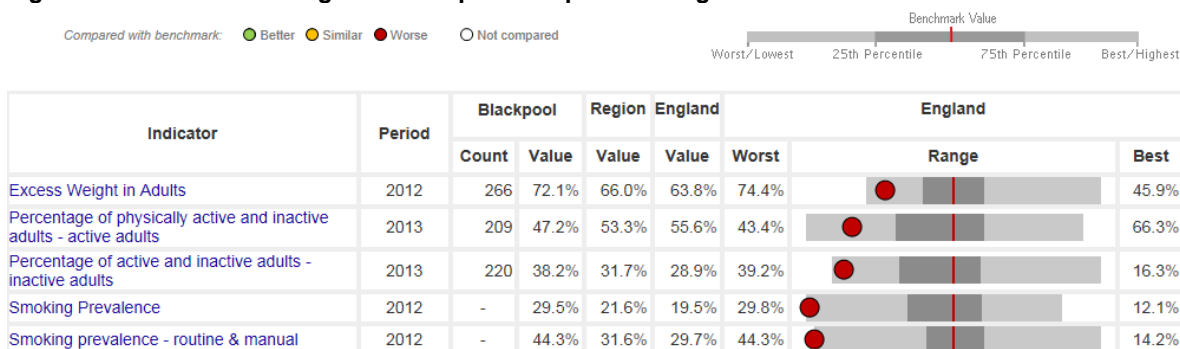 Compared with benchmark: Better Similar Worse Not compared
Benchmark Value
Worst/Lowest 25th Percentile 75th Percentile Best/Highest
Indicator Period Blackpool Region England England
Count Value Value Value Worst Range Best
Excess Weight in Adults 2012 266 72.1% 66.0% 63.8% 74.4% 45.9%
Percentage of physically active and inactive
adults - active adults 2013 209 47.2% 53.3% 55.6% 43.4% 66.3%
Percentage of active and inactive adults -
inactive adults 2013 220 38.2% 31.7% 28.9% 39.2% 16.3%
Smoking Prevalence 2012 - 29.5% 21.6% 19.5% 29.8% 12.1%
Smoking prevalence - routine & manual 2012 - 44.3% 31.6% 29.7% 44.3% 14.2%